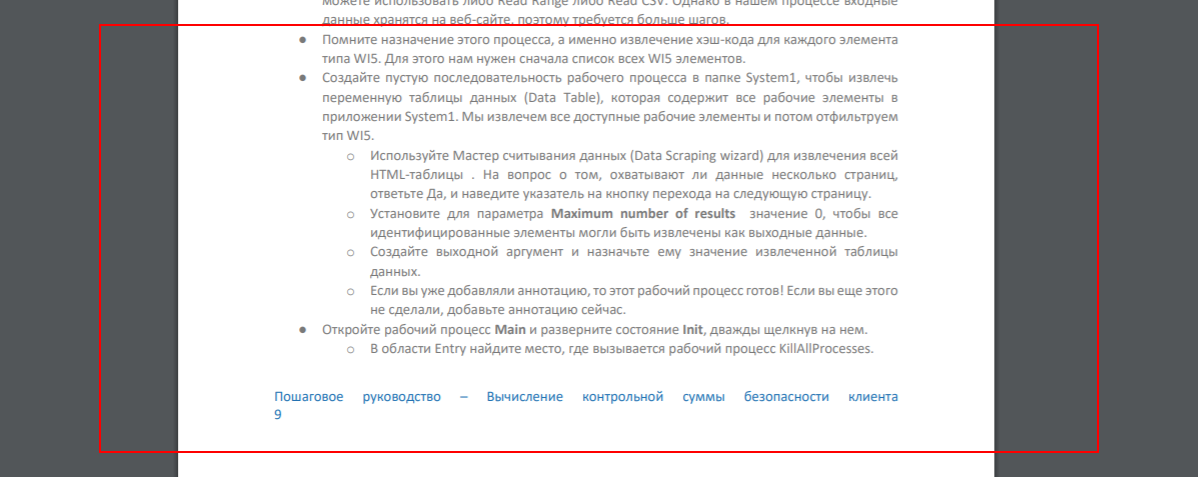 можете использовать либо Read Range либо Read CSV. Однако в нашем процессе входные
данные хранятся на веб-сайте, поэтому требуется больше шагов.
● Помните назначение этого процесса, а именно извлечение хэш-кода для каждого элемента
типа WI5. Для этого нам нужен сначала список всех WI5 элементов.
● Создайте пустую последовательность рабочего процесса в папке System1, чтобы извлечь
переменную таблицы данных (Data Table), которая содержит все рабочие элементы в
приложении System1. Мы извлечем все доступные рабочие элементы и потом отфильтруем
тип WI5.
○ Используйте Мастер считывания данных (Data Scraping wizard) для извлечения всей
HTML-таблицы . На вопрос о том, охватывают ли данные несколько страниц,
ответьте Да, и наведите указатель на кнопку перехода на следующую страницу.
○ Установите для параметра Maximum number of results значение 0, чтобы все
идентифицированные элементы могли быть извлечены как выходные данные.
○ Создайте выходной аргумент и назначьте ему значение извлеченной таблицы
данных.
○ Если вы уже добавляли аннотацию, то этот рабочий процесс готов! Если вы еще этого
не сделали, добавьте аннотацию сейчас.
● Откройте рабочий процесс Main и разверните состояние Init, дважды щелкнув на нем.
○ В области Entry найдите место, где вызывается рабочий процесс KillAllProcesses.
Пошаговое руководство – Вычисление контрольной суммы безопасности клиента
9